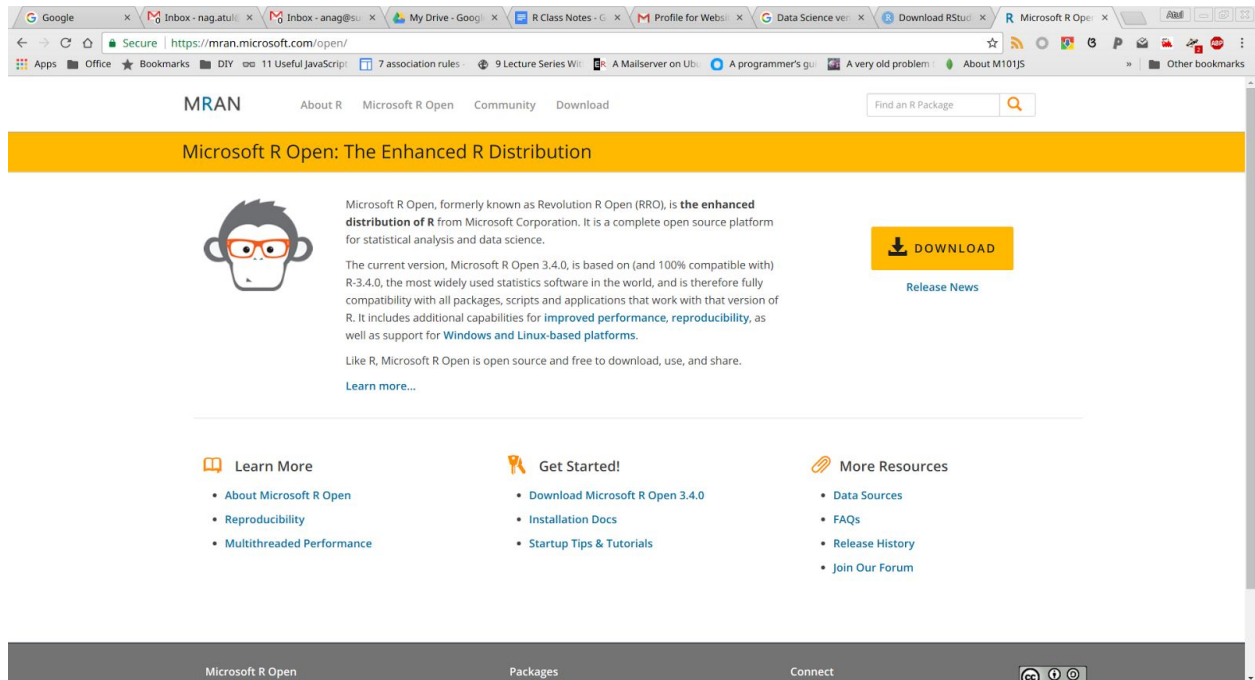 Google
Inbox - nag.atul
Inbox - anag@su
My Drive - Googl
R Class Notes - G
Profile for Websi
Data Science ver
Download RStud
Microsoft R Ope
Atul
Secure | https://mran.microsoft.com/open/
Apps Office Bookmarks DIY 11 Useful JavaScript 7 association rules - 9 Lecture Series Wit A Mailserver on Ubu A programmer's gui A very old problem : About M101JS » Other bookmarks
MRAN About R Microsoft R Open Community Download Find an R Package
Microsoft R Open: The Enhanced R Distribution
Microsoft R Open, formerly known as Revolution R Open (RRO), is the enhanced
distribution of R from Microsoft Corporation. It is a complete open source platform
for statistical analysis and data science.
The current version, Microsoft R Open 3.4.0, is based on (and 100% compatible with)
R-3.4.0, the most widely used statistics software in the world, and is therefore fully
compatibility with all packages, scripts and applications that work with that version of
R. It includes additional capabilities for improved performance, reproducibility, as
well as support for Windows and Linux-based platforms.
Like R, Microsoft R Open is open source and free to download, use, and share.
Learn more...
DOWNLOAD
Release News
Learn More
• About Microsoft R Open
• Reproducibility
• Multithreaded Performance
Get Started!
• Download Microsoft R Open 3.4.0
• Installation Docs
• Startup Tips & Tutorials
More Resources
• Data Sources
• FAQs
• Release History
• Join Our Forum
Microsoft R Open Packages Connect